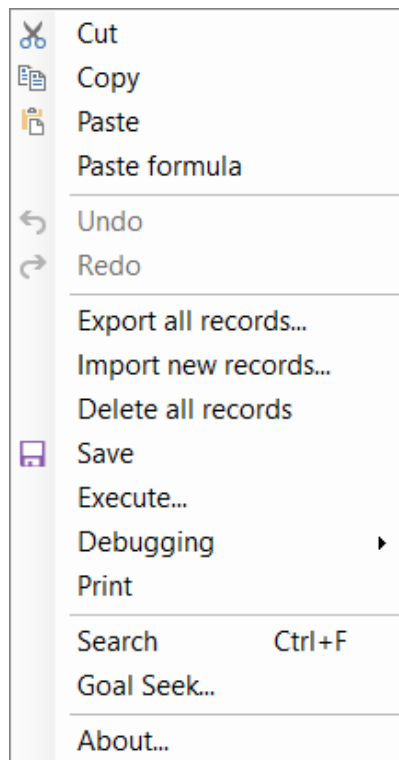 Cut
Copy
Paste
Paste formula
Undo
Redo
Export all records...
Import new records...
Delete all records
Save
Execute...
Debugging
Print
Search Ctrl+F
Goal Seek...
About...